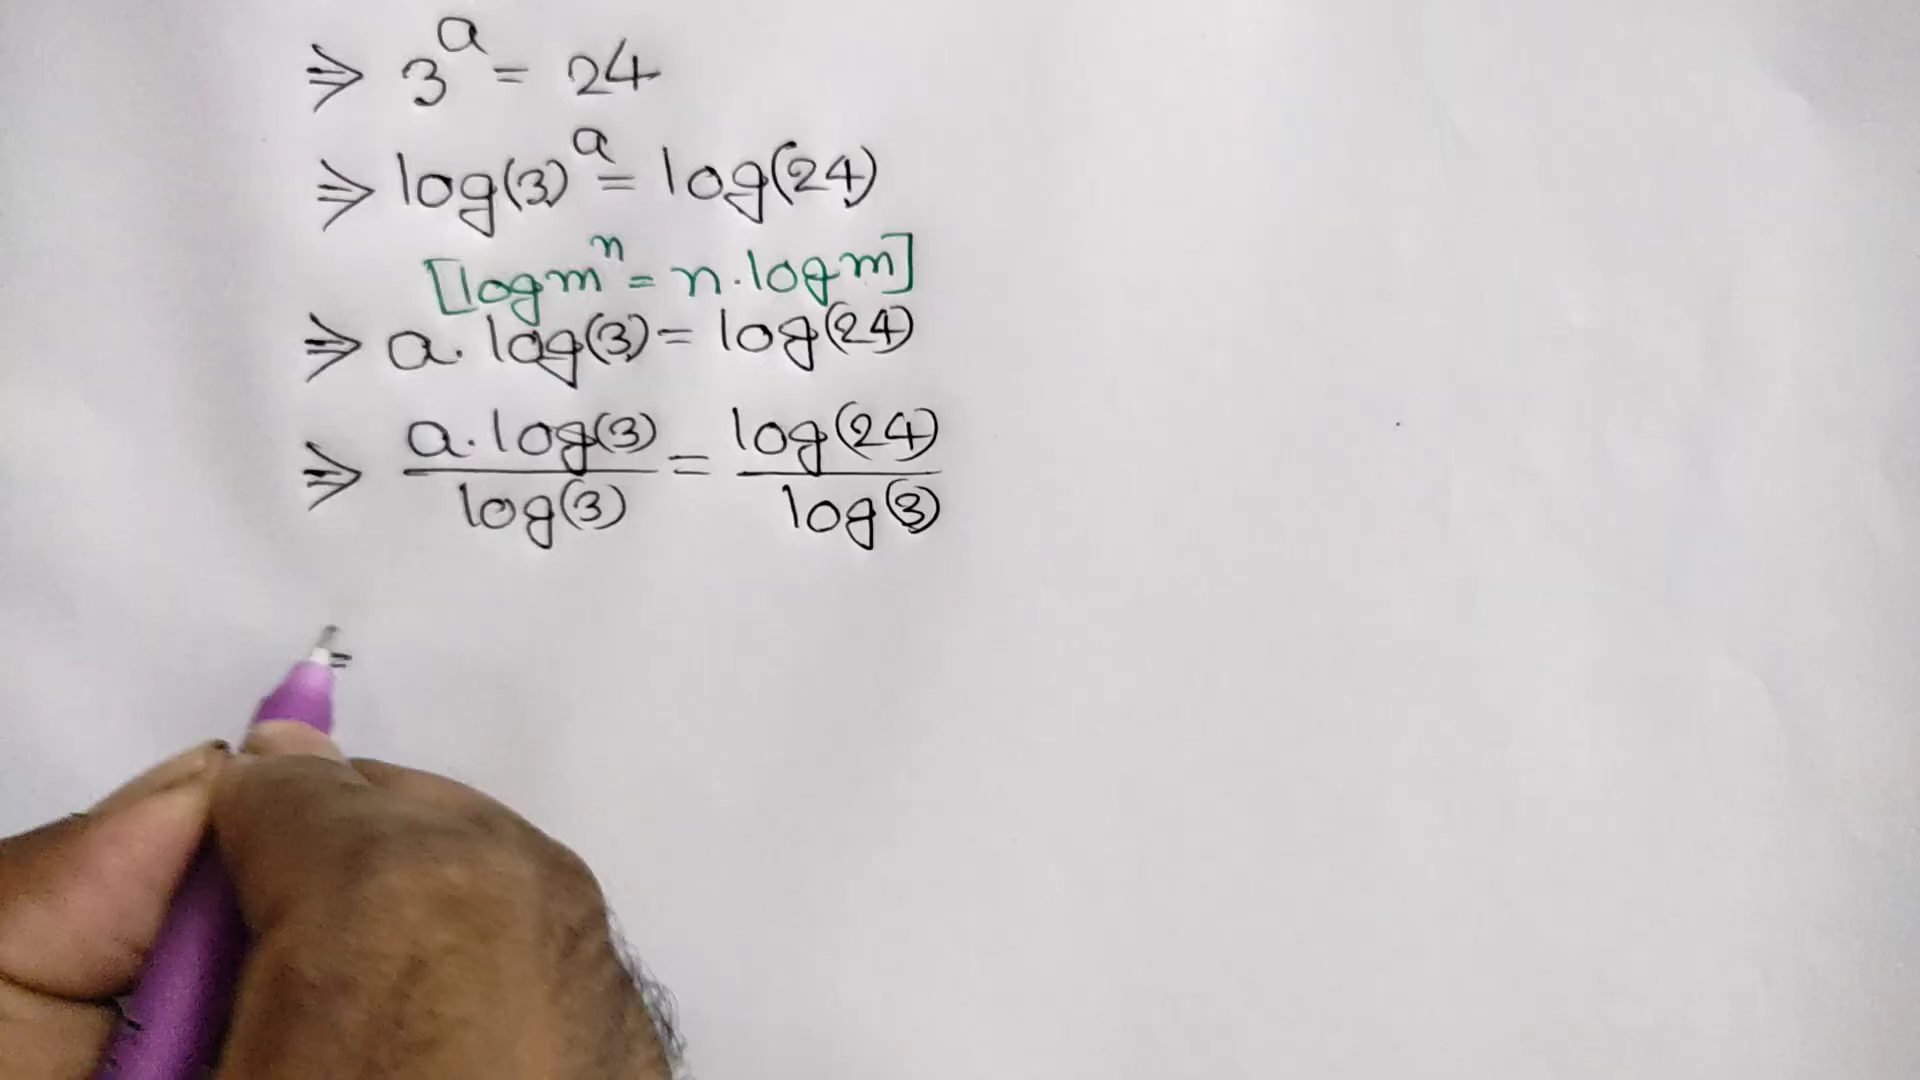 ⇒ 3^a = 24
⇒ log(3)^a = log(24)
[log m^n = n.log m]
⇒ a. log(3) = log(24)
⇒ a.log(3)/log(3) = log(24)/log(3)
=